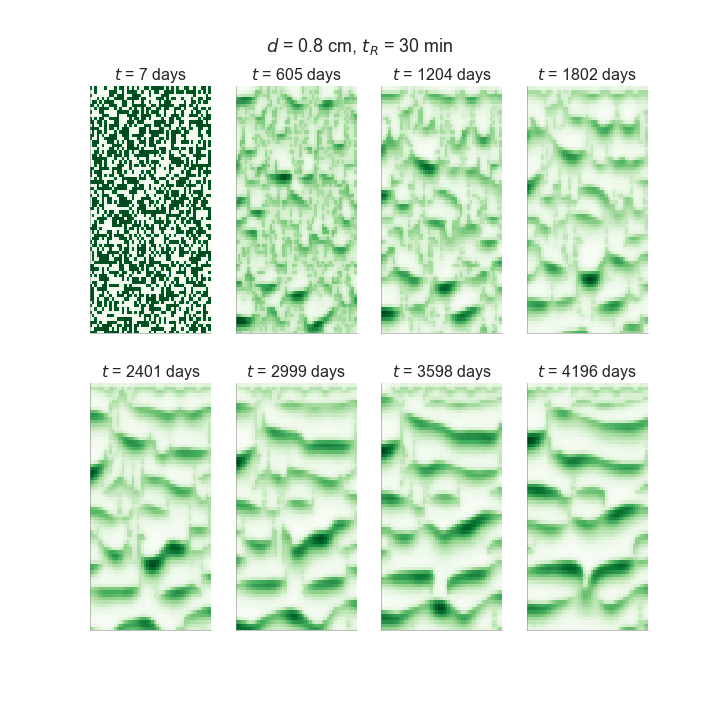 d = 0.8 cm, t_R = 30 min
t = 7 days
t = 605 days
t = 1204 days
t = 1802 days
t = 2401 days
t = 2999 days
t = 3598 days
t = 4196 days